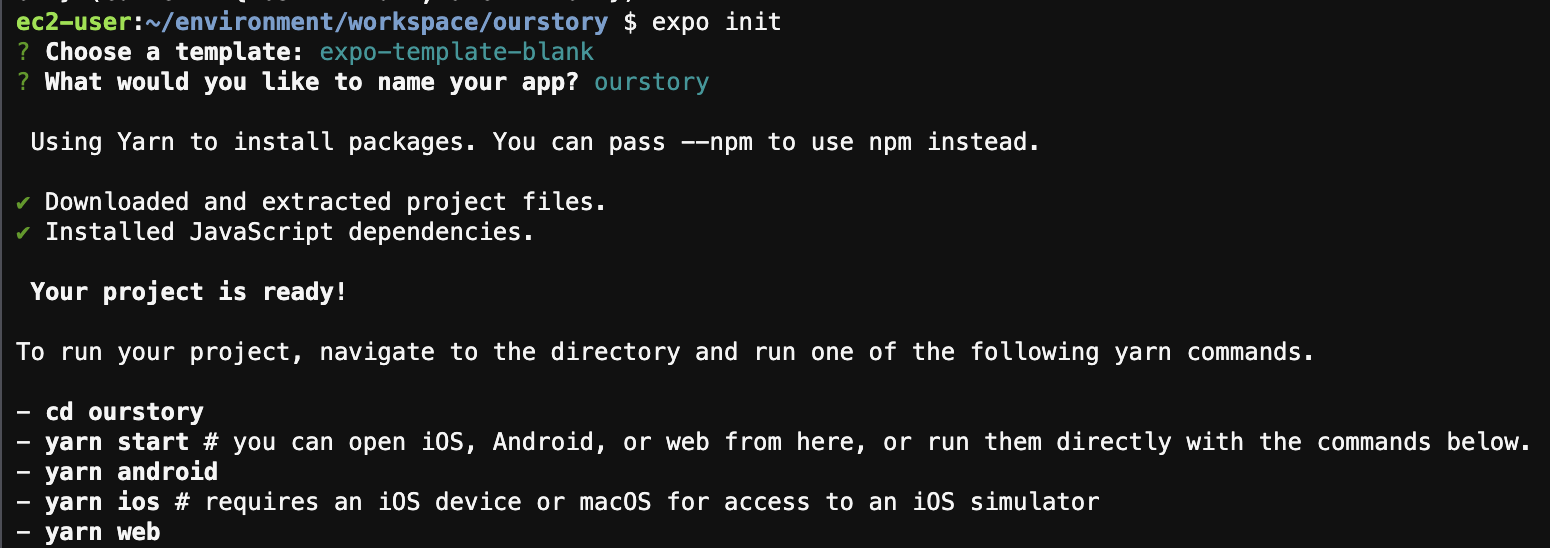 ec2-user:~/environment/workspace/ourstory $ expo init
? Choose a template: expo-template-blank
? What would you like to name your app? ourstory
Using Yarn to install packages. You can pass --npm to use npm instead.
✔ Downloaded and extracted project files.
✔ Installed JavaScript dependencies.
Your project is ready!
To run your project, navigate to the directory and run one of the following yarn commands.
- cd ourstory
- yarn start # you can open iOS, Android, or web from here, or run them directly with the commands below.
- yarn android
- yarn ios # requires an iOS device or macOS for access to an iOS simulator
- yarn web